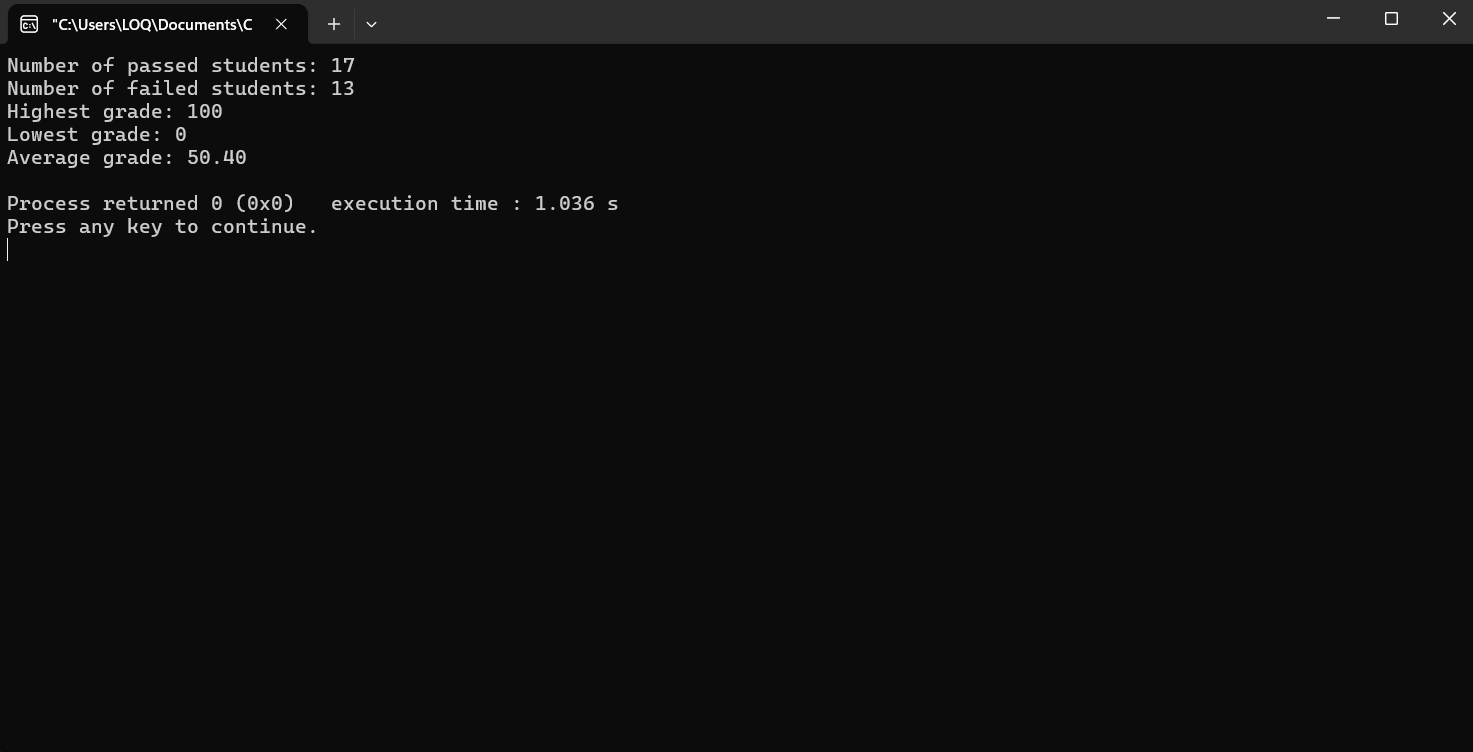 "C:\Users\LOQ\Documents\C
Number of passed students: 17
Number of failed students: 13
Highest grade: 100
Lowest grade: 0
Average grade: 50.40
Process returned 0 (0x0)   execution time : 1.036 s
Press any key to continue.